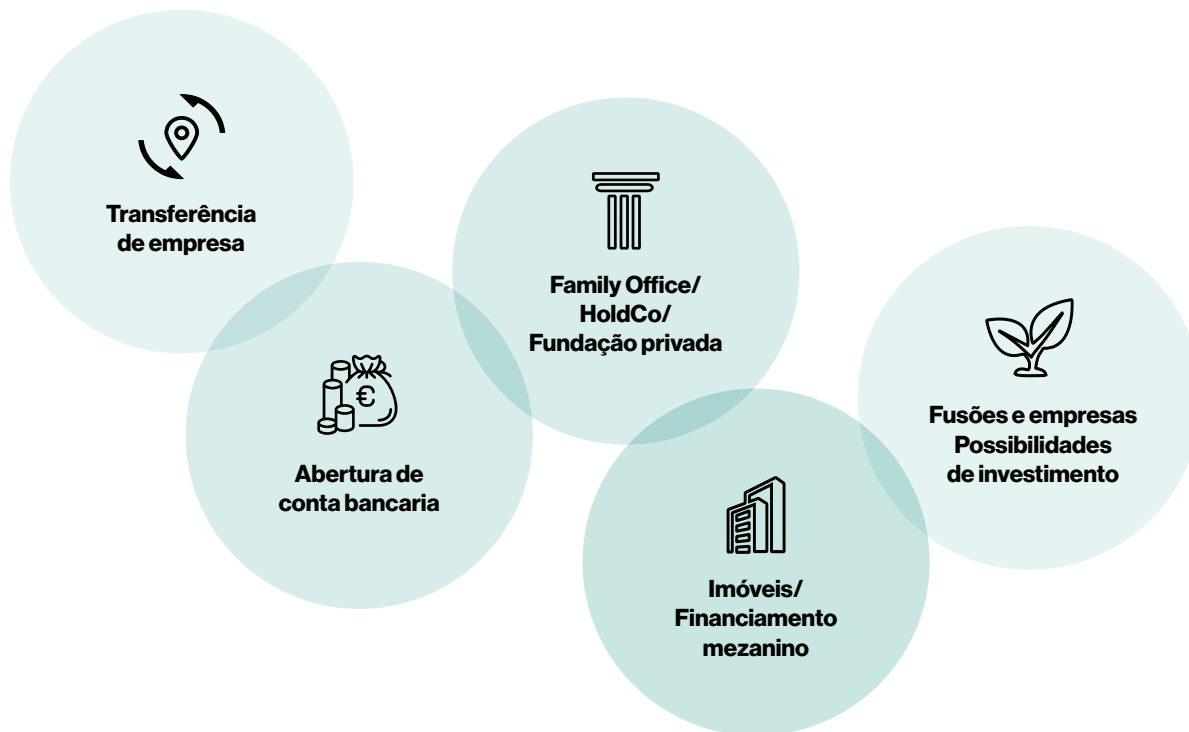 Transferência
de empresa
Abertura de
conta bancaria
€
Family Office/
HoldCo/
Fundação privada
Imóveis/
Financiamento
mezanino
Fusões e empresas
Possibilidades
de investimento